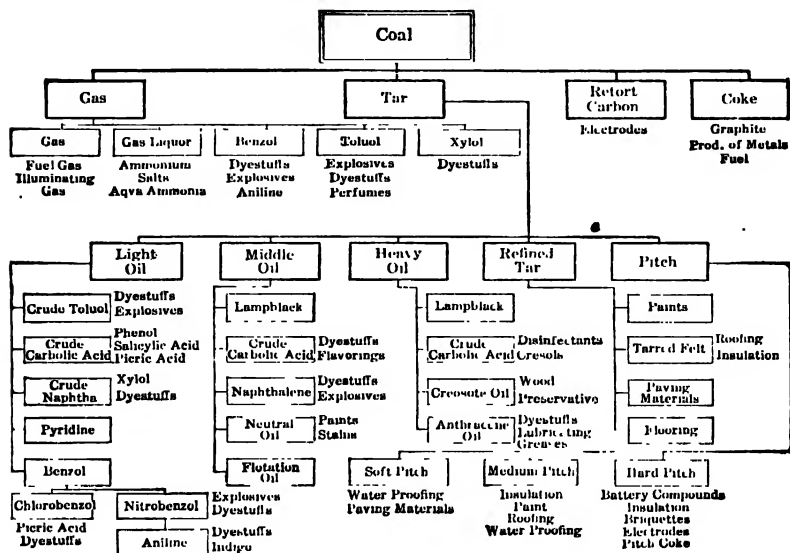 Coal
Gas
Tar
Retort
Carbon
Coke
Electrodes
Graphite
Prod. of Metals
Fuel
Gas
Gas Liquor
Benzol
Toluol
Xylol
Fuel Gas
Illuminating
Gas
Ammonium
Salts
Aqva Ammonia
Dyestuffs
Explosives
Aniline
Explosives
Dyestuffs
Perfumes
Dyestuffs
Light
Oil
Middle
Oil
Heavy
Oil
Refined
Tar
Pitch
Crude Toluol
Dyestuffs
Explosives
Crude
Carbolic Acid
Phenol
Salicylic Acid
Picric Acid
Crude
Naphtha
Xylol
Dyestuffs
Pyridine
Benzol
Chlorobenzol
Picric Acid
Dyestuffs
Nitrobenzol
Explosives
Dyestuffs
Aniline
Dyestuffs
Indigo
Lampblack
Crude
Carbolic Acid
Dyestuffs
Flavorings
Naphthalene
Dyestuffs
Explosives
Neutral
Oil
Paints
Stains
Flotation
Oil
Lampblack
Crude
Carbolic Acid
Disinfectants
Cresols
Creosote Oil
Wood
Preservative
Anthracene
Oil
Dyestuffs
Lubricating
Greases
Paints
Tarred Felt
Roofing
Insulation
Paving
Materials
Flooring
Soft Pitch
Water Proofing
Paving Materials
Medium Pitch
Insulation
Paint
Roofing
Water Proofing
Hard Pitch
Battery Compounds
Insulation
Briquettes
Electrodes
Pitch Coke